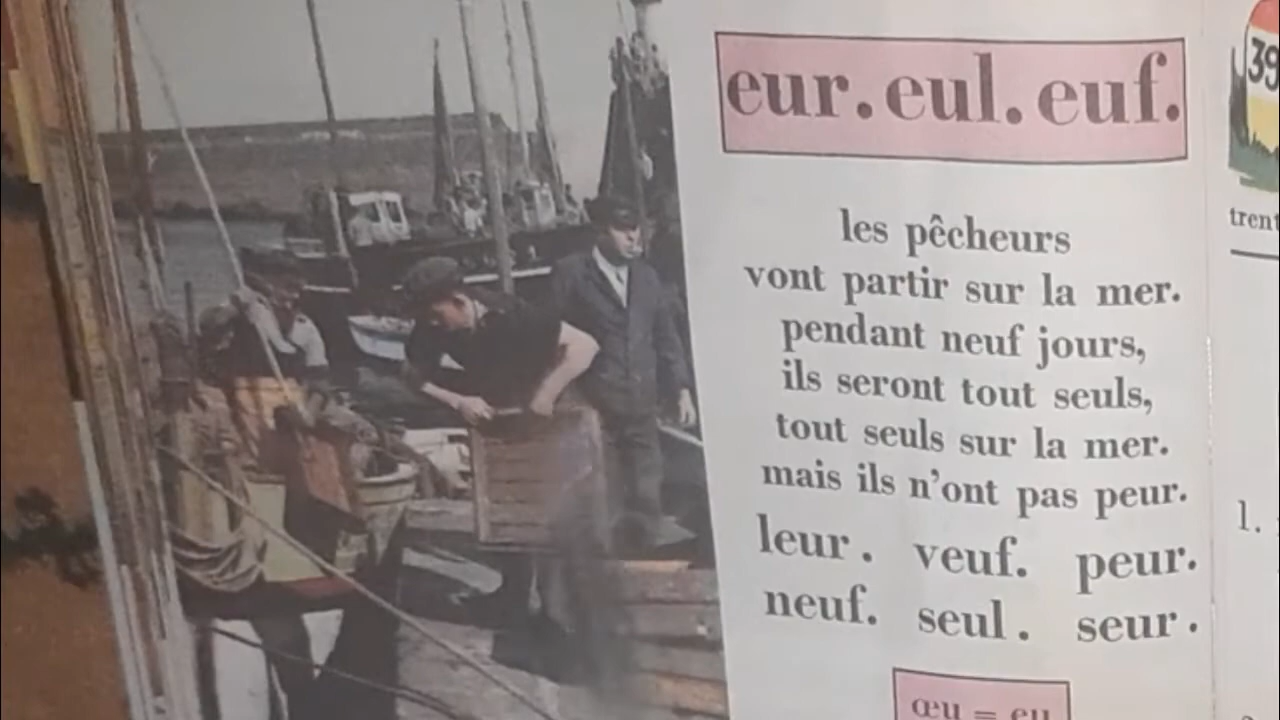 eur. eul. euf.
les pêcheurs
vont partir sur la mer.
pendant neuf jours,
ils seront tout seuls,
tout seuls sur la mer.
mais ils n'ont pas peur.
leur. veuf. peur.
neuf. seul. seur.
œu = eu
39
1.